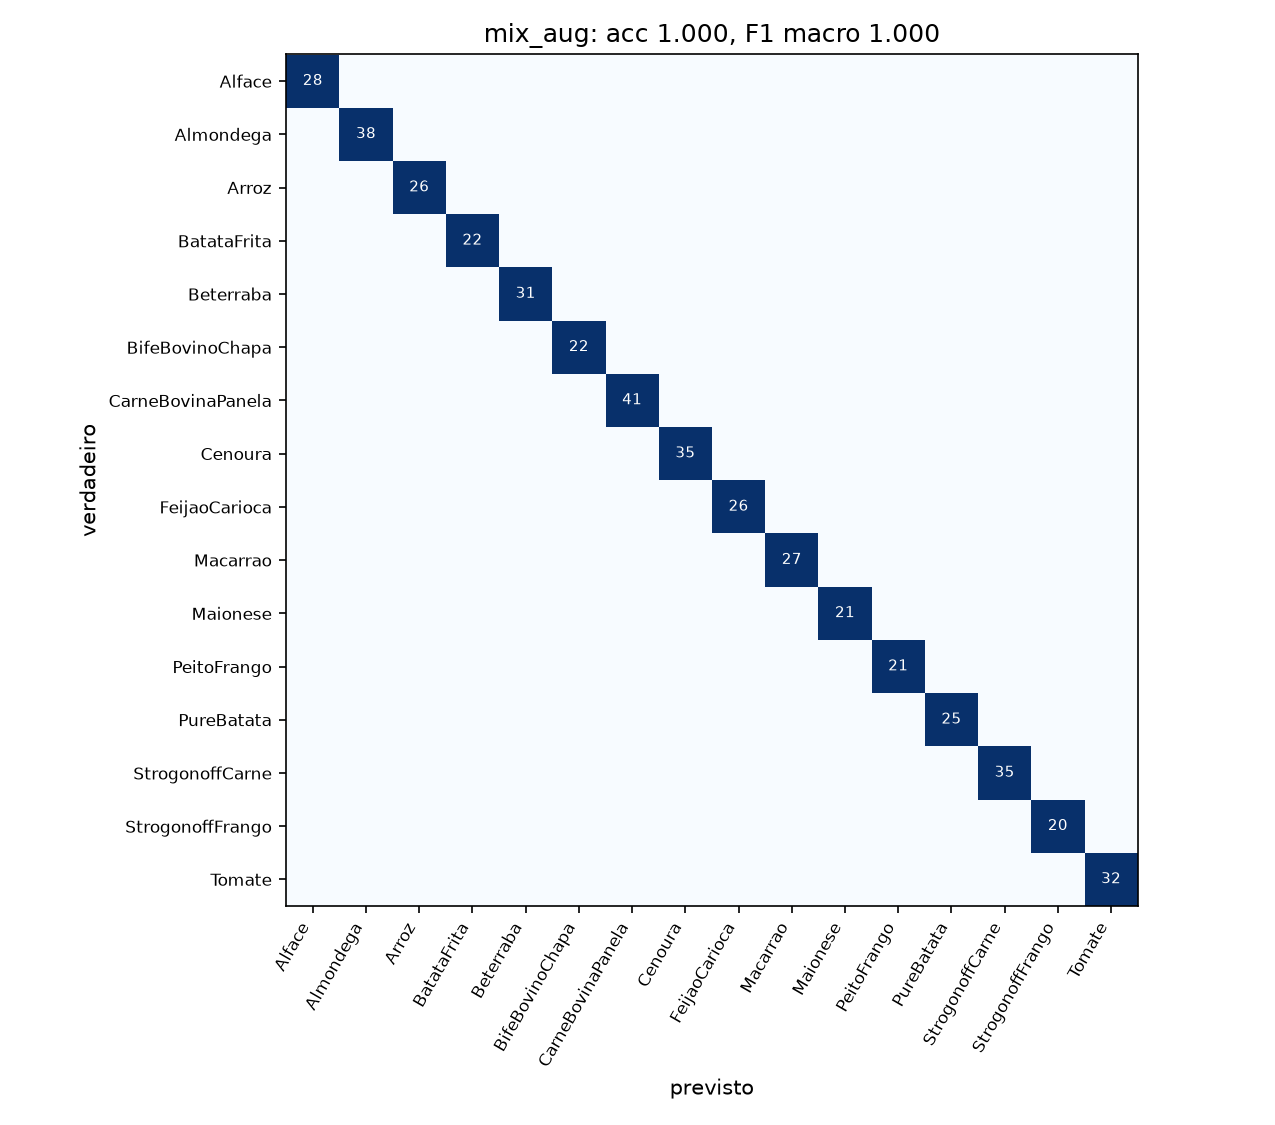 mix_aug: acc 1.000, F1 macro 1.000
Alface
28
Almondega
38
Arroz
26
BatataFrita
22
Beterraba
31
BifeBovinoChapa
22
CarneBovinaPanela
41
Cenoura
35
FeijaoCarioca
26
Macarrao
27
Maionese
21
PeitoFrango
21
PureBatata
25
StrogonoffCarne
35
StrogonoffFrango
20
Tomate
32
verdadeiro
Alface
Almondega
Arroz
BatataFrita
Beterraba
BifeBovinoChapa
CarneBovinaPanela
Cenoura
FeijaoCarioca
Macarrao
Maionese
PeitoFrango
PureBatata
StrogonoffCarne
StrogonoffFrango
Tomate
previsto